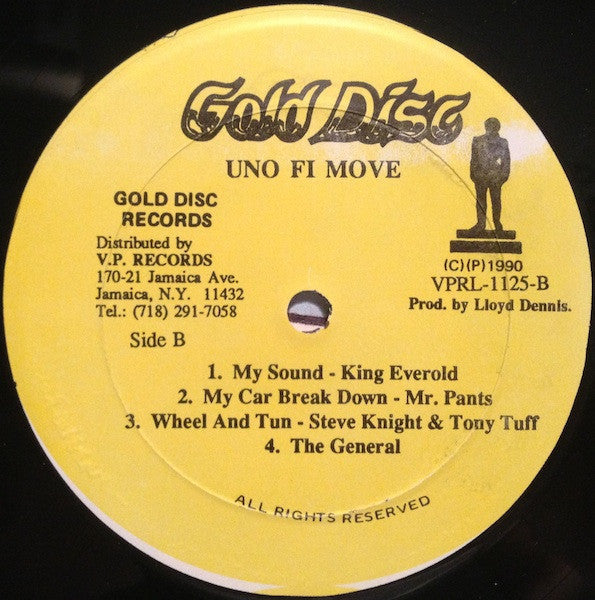 Gold Disc
UNO FI MOVE
GOLD DISC
RECORDS
Distributed by
V.P. RECORDS
170-21 Jamaica Ave.
Jamaica, N.Y. 11432
Tel.: (718) 291-7058
Side B
(C)(P)1990
VPRL-1125-B
Prod. by Lloyd Dennis.
1. My Sound - King Everold
2. My Car Break Down - Mr. Pants
3. Wheel And Tun - Steve Knight & Tony Tuff
4. The General
ALL RIGHTS RESERVED